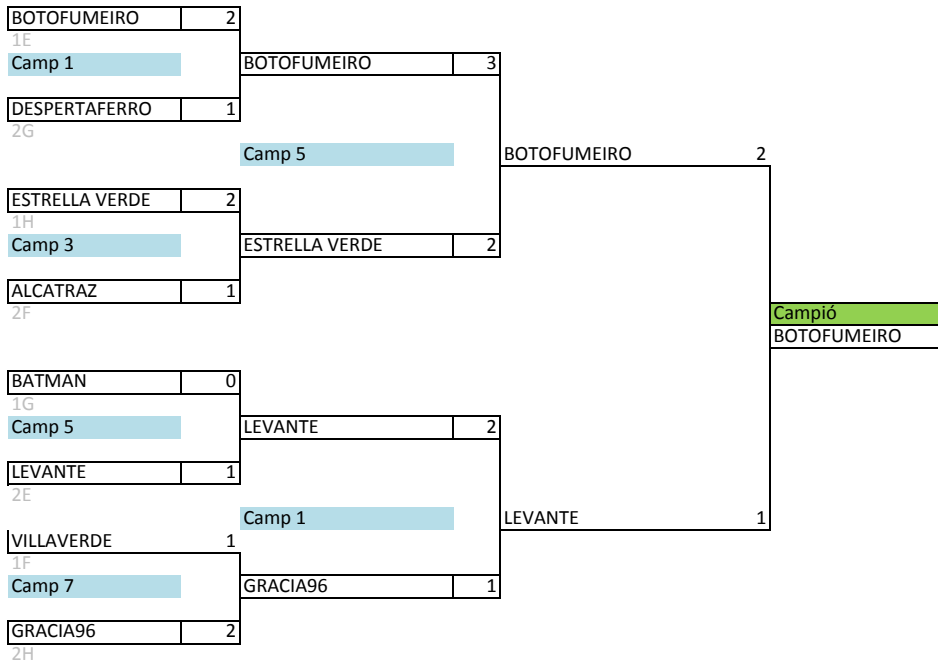 BOTOFUMEIRO 2
1E
Camp 1
BOTOFUMEIRO 3
DESPERTAFERRO 1
2G
Camp 5
BOTOFUMEIRO 2
ESTRELLA VERDE 2
1H
Camp 3
ESTRELLA VERDE 2
ALCATRAZ 1
2F
Campió
BOTOFUMEIRO
BATMAN 0
1G
Camp 5
LEVANTE 2
LEVANTE 1
2E
Camp 1
LEVANTE 1
VILLAVERDE 1
1F
Camp 7
GRACIA96 1
GRACIA96 2
2H